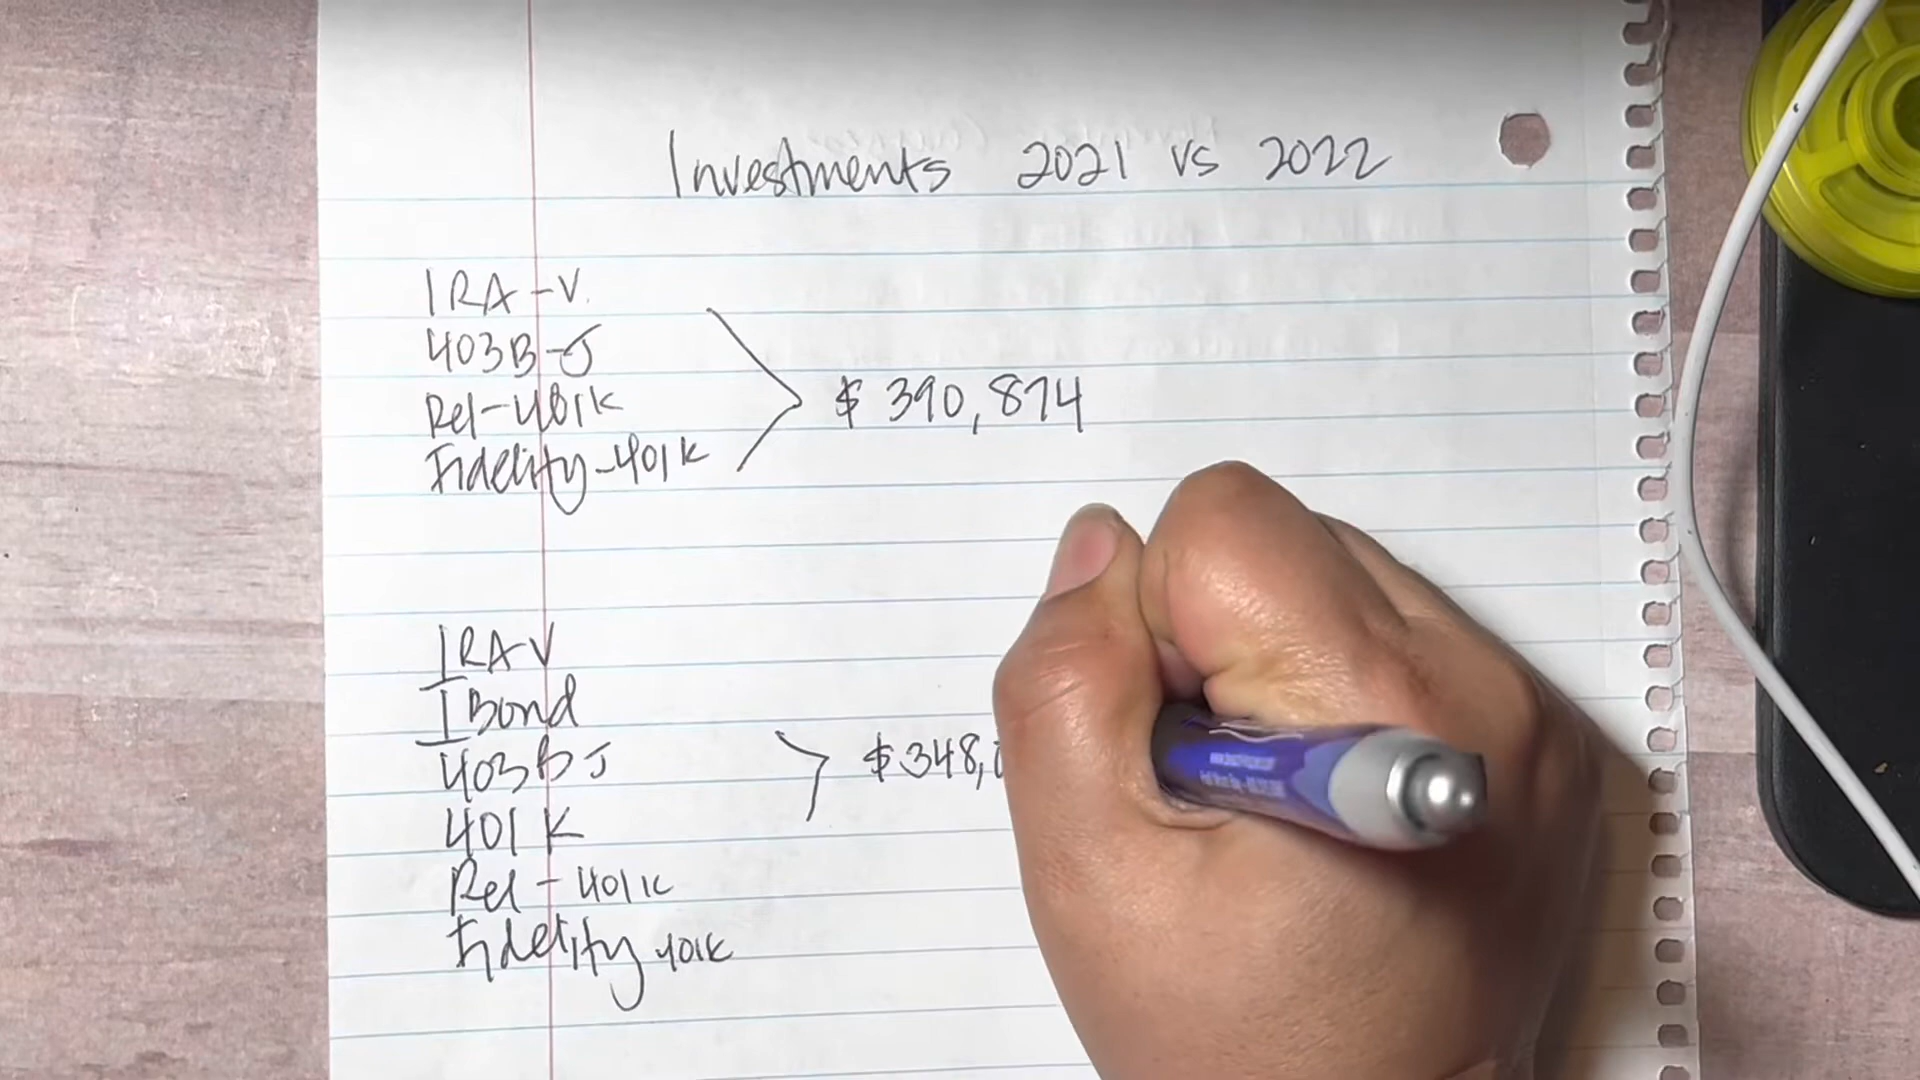 Investments 2021 vs 2022
IRA-V.
403B-J
Rel-401K
Fidelity-401K
$ 390,874
IRA-V
I Bond
403B J
401K
Rel-401K
Fidelity 401K
$348,